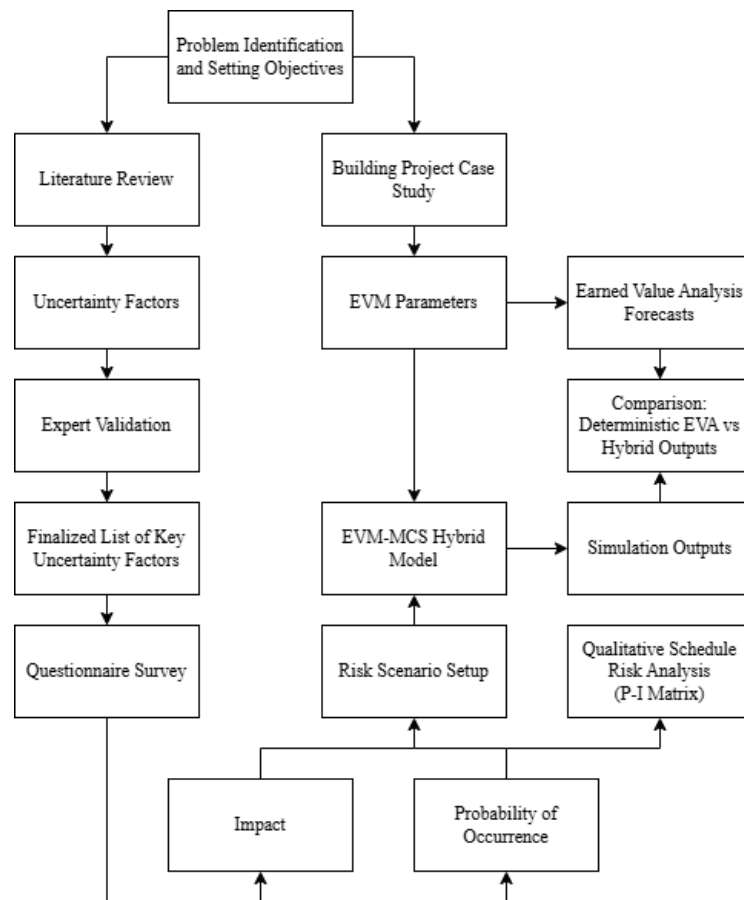 Problem Identification
and Setting Objectives
Literature Review
Building Project Case
Study
Uncertainty Factors
EVM Parameters
Earned Value Analysis
Forecasts
Expert Validation
Comparison:
Deterministic EVA vs
Hybrid Outputs
Finalized List of Key
Uncertainty Factors
EVM-MCS Hybrid
Model
Simulation Outputs
Questionnaire Survey
Risk Scenario Setup
Qualitative Schedule
Risk Analysis
(P-I Matrix)
Impact
Probability of
Occurrence